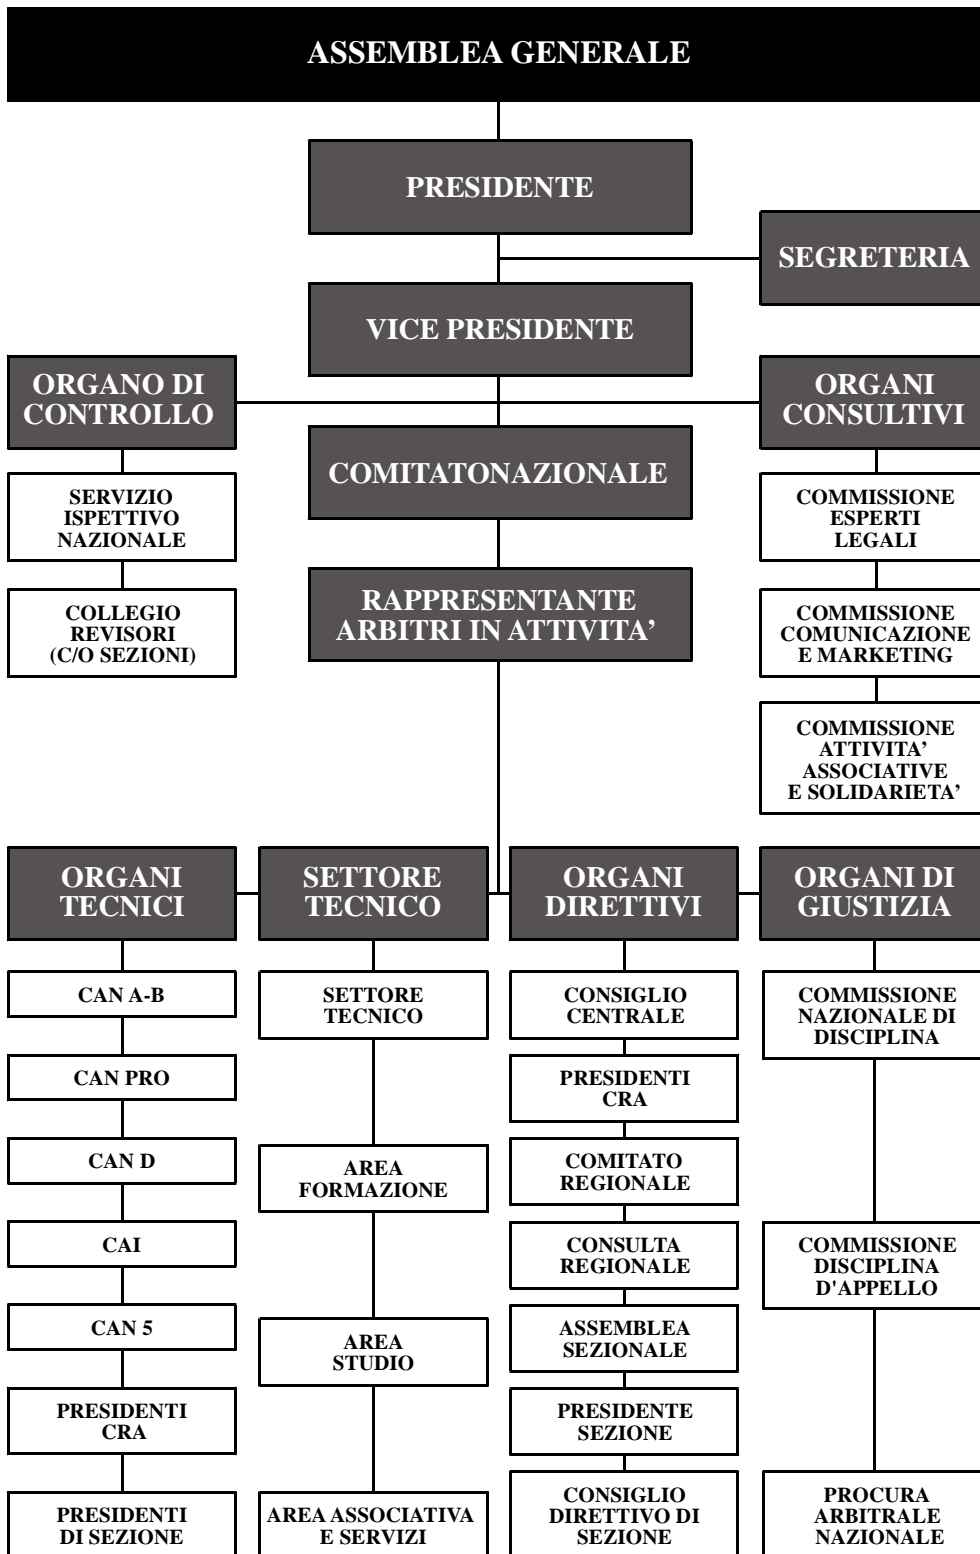 ASSEMBLEA GENERALE
PRESIDENTE
SEGRETERIA
VICE PRESIDENTE
ORGANO DI
CONTROLLO
ORGANI
CONSULTIVI
COMITATONAZIONALE
SERVIZIO
ISPETTIVO
NAZIONALE
COMMISSIONE
ESPERTI
LEGALI
RAPPRESENTANTE
ARBITRI IN ATTIVITA’
COLLEGIO
REVISORI
(C/O SEZIONI)
COMMISSIONE
COMUNICAZIONE
E MARKETING
COMMISSIONE
ATTIVITA’
ASSOCIATIVE
E SOLIDARIETA’
ORGANI
TECNICI
CAN A-B
CAN PRO
CAN D
CAI
CAN 5
PRESIDENTI
CRA
PRESIDENTI
DI SEZIONE
SETTORE
TECNICO
SETTORE
TECNICO
AREA
FORMAZIONE
AREA
STUDIO
AREA ASSOCIATIVA
E SERVIZI
ORGANI
DIRETTIVI
CONSIGLIO
CENTRALE
PRESIDENTI
CRA
COMITATO
REGIONALE
CONSULTA
REGIONALE
ASSEMBLEA
SEZIONALE
PRESIDENTE
SEZIONE
CONSIGLIO
DIRETTIVO DI
SEZIONE
ORGANI DI
GIUSTIZIA
COMMISSIONE
NAZIONALE DI
DISCIPLINA
COMMISSIONE
DISCIPLINA
D'APPELLO
PROCURA
ARBITRALE
NAZIONALE